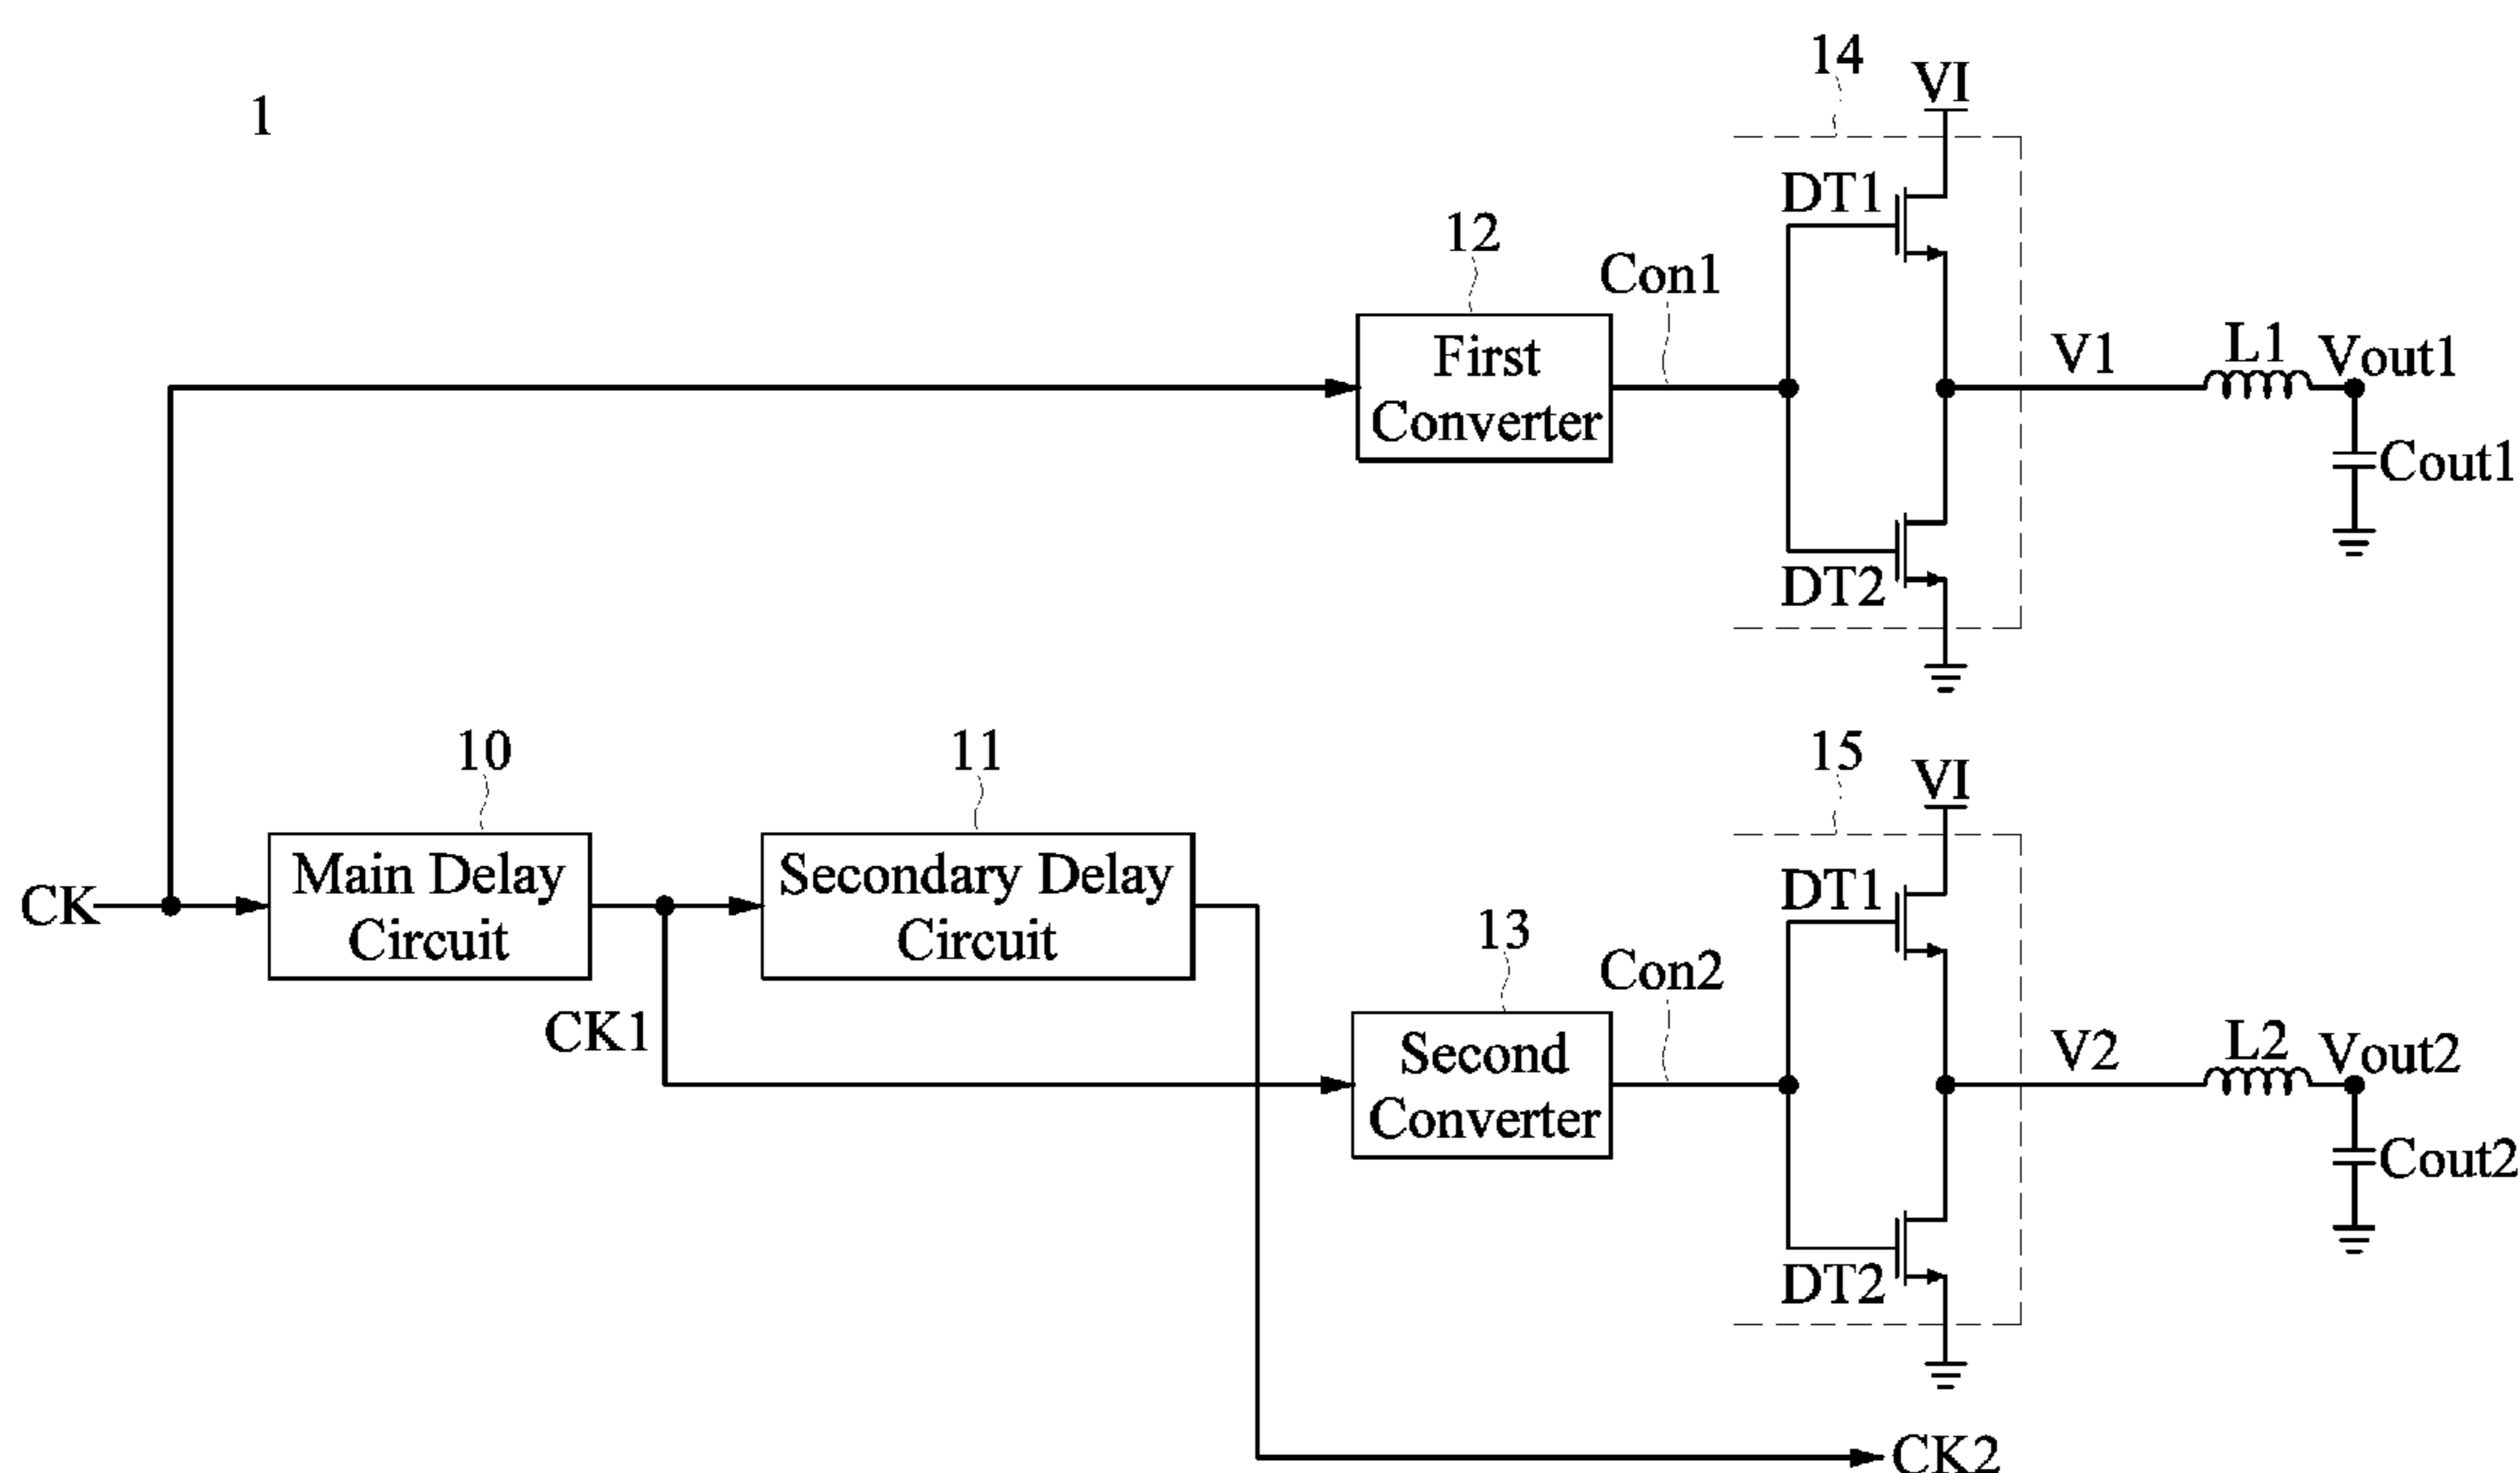 1
14
VI
DT1
12
Con1
First
Converter
V1
L1
Vout1
Cout1
DT2
10
11
15
VI
CK
Main Delay
Circuit
Secondary Delay
Circuit
DT1
13
Con2
CK1
Second
Converter
V2
L2
Vout2
Cout2
DT2
CK2